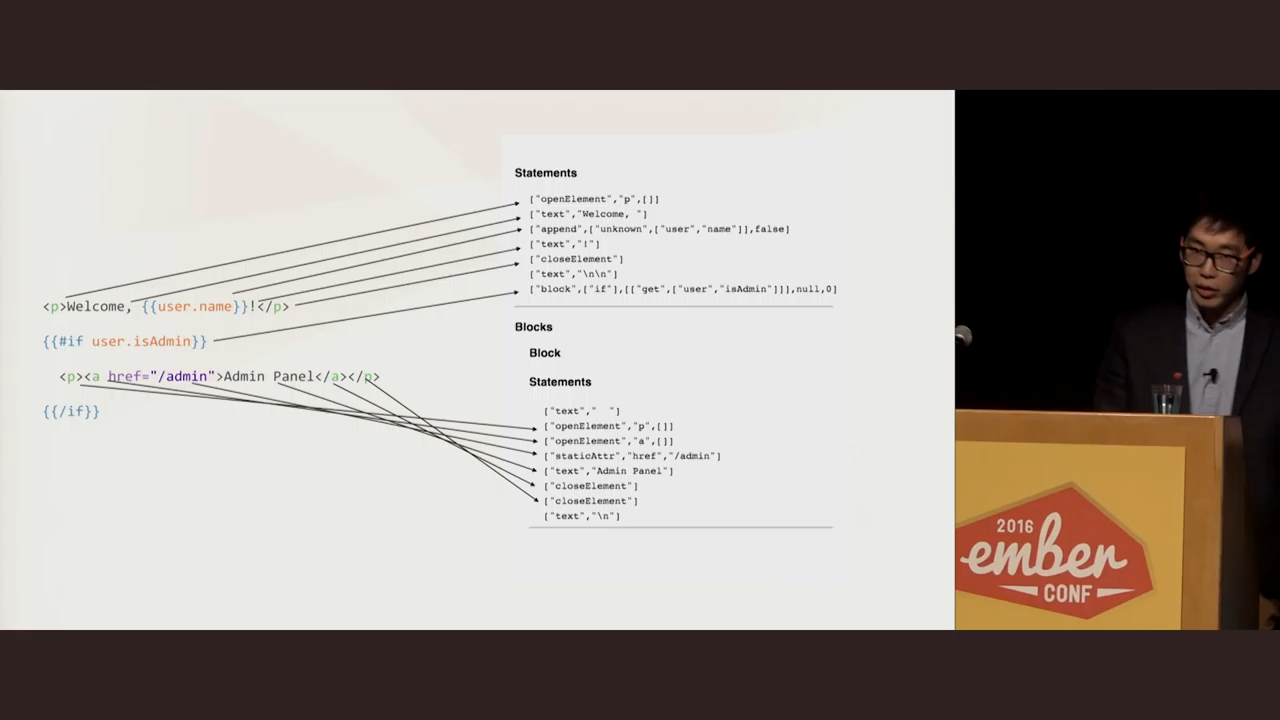 <p>Welcome, {{user.name}}!</p>
{{#if user.isAdmin}}
<p><a href="/admin">Admin Panel</a></p>
{{/if}}
Statements
["openElement","p",[]]
["text","Welcome, "]
["append",["unknown",["user","name"]],false]
["text","!"]
["closeElement"]
["text","\n\n"]
["block",["if"],[["get",["user","isAdmin"]]],null,0]
Blocks
Block
Statements
["text","  "]
["openElement","p",[]]
["openElement","a",[]]
["staticAttr","href","/admin"]
["text","Admin Panel"]
["closeElement"]
["closeElement"]
["text","\n"]
2016
ember
CONF